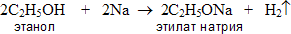 2C₂H₅OH + 2Na → 2C₂H₅ONa + H₂↑
этанол этилат натрия